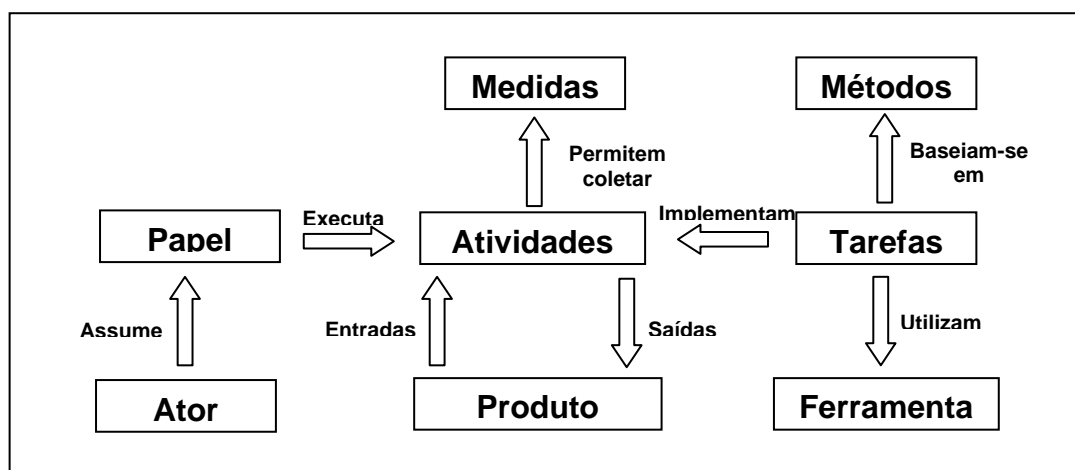 Medidas
Métodos
Permitem
coletar
Baseiam-se
em
Executa
Implementam
Papel
Atividades
Tarefas
Assume
Entradas
Saídas
Utilizam
Ator
Produto
Ferramenta